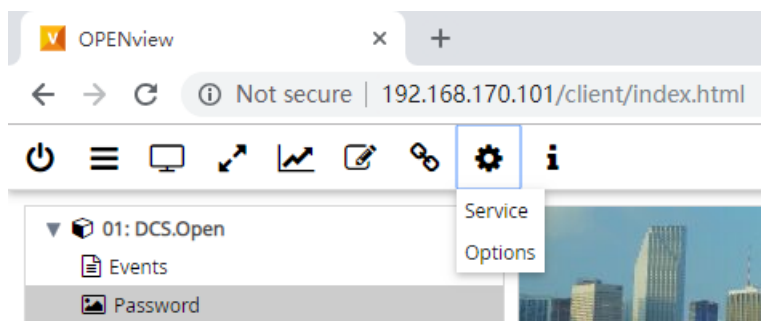 OPENview
Not secure | 192.168.170.101/client/index.html
Service
Options
01: DCS.Open
Events
Password